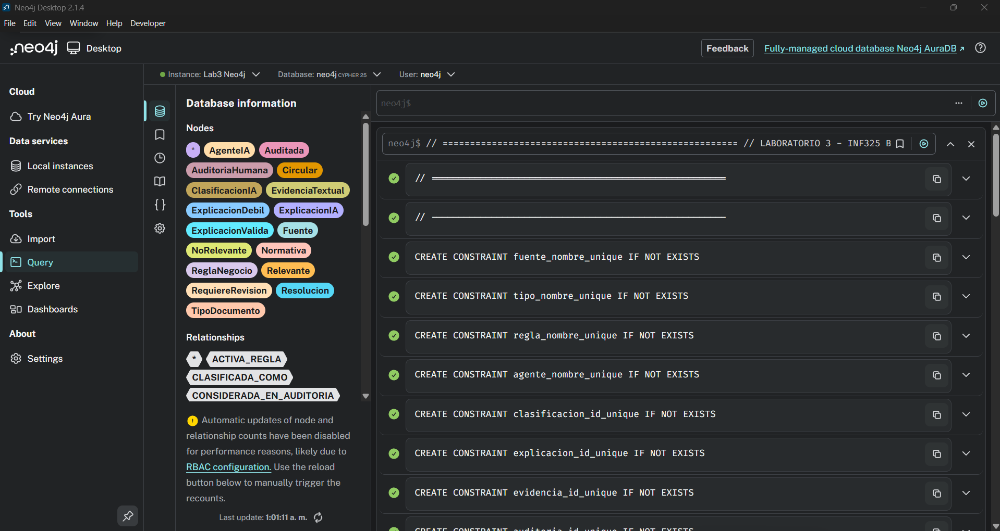 Neo4j Desktop 2.1.4
File Edit View Window Help Developer
neo4j Desktop
Feedback Fully-managed cloud database Neo4j AuraDB
Instance: Lab3 Neo4j Database: neo4j CYPHER 25 User: neo4j
Cloud
Try Neo4j Aura
Data services
Local instances
Remote connections
Tools
Import
Query
Explore
Dashboards
About
Settings
Database information
Nodes
* AgenteIA Auditada
AuditoriaHumana Circular
ClasificacionIA EvidenciaTextual
ExplicacionDebil ExplicacionIA
ExplicacionValida Fuente
NoRelevante Normativa
ReglaNegocio Relevante
RequiereRevision Resolucion
TipoDocumento
Relationships
* ACTIVA_REGLA
CLASIFICADA_COMO
CONSIDERADA_EN_AUDITORIA
Automatic updates of node and
relationship counts have been disabled
for performance reasons, likely due to
RBAC configuration. Use the reload
button below to manually trigger the
recounts.
Last update: 1:01:11 a. m.
neo4j$
neo4j$ // ====================================================== // LABORATORIO 3 - INF325 B
// ======================================================
// ------------------------------------------------------
CREATE CONSTRAINT fuente_nombre_unique IF NOT EXISTS
CREATE CONSTRAINT tipo_nombre_unique IF NOT EXISTS
CREATE CONSTRAINT regla_nombre_unique IF NOT EXISTS
CREATE CONSTRAINT agente_nombre_unique IF NOT EXISTS
CREATE CONSTRAINT clasificacion_id_unique IF NOT EXISTS
CREATE CONSTRAINT explicacion_id_unique IF NOT EXISTS
CREATE CONSTRAINT evidencia_id_unique IF NOT EXISTS
CREATE CONSTRAINT auditoria_id_unique IF NOT EXISTS